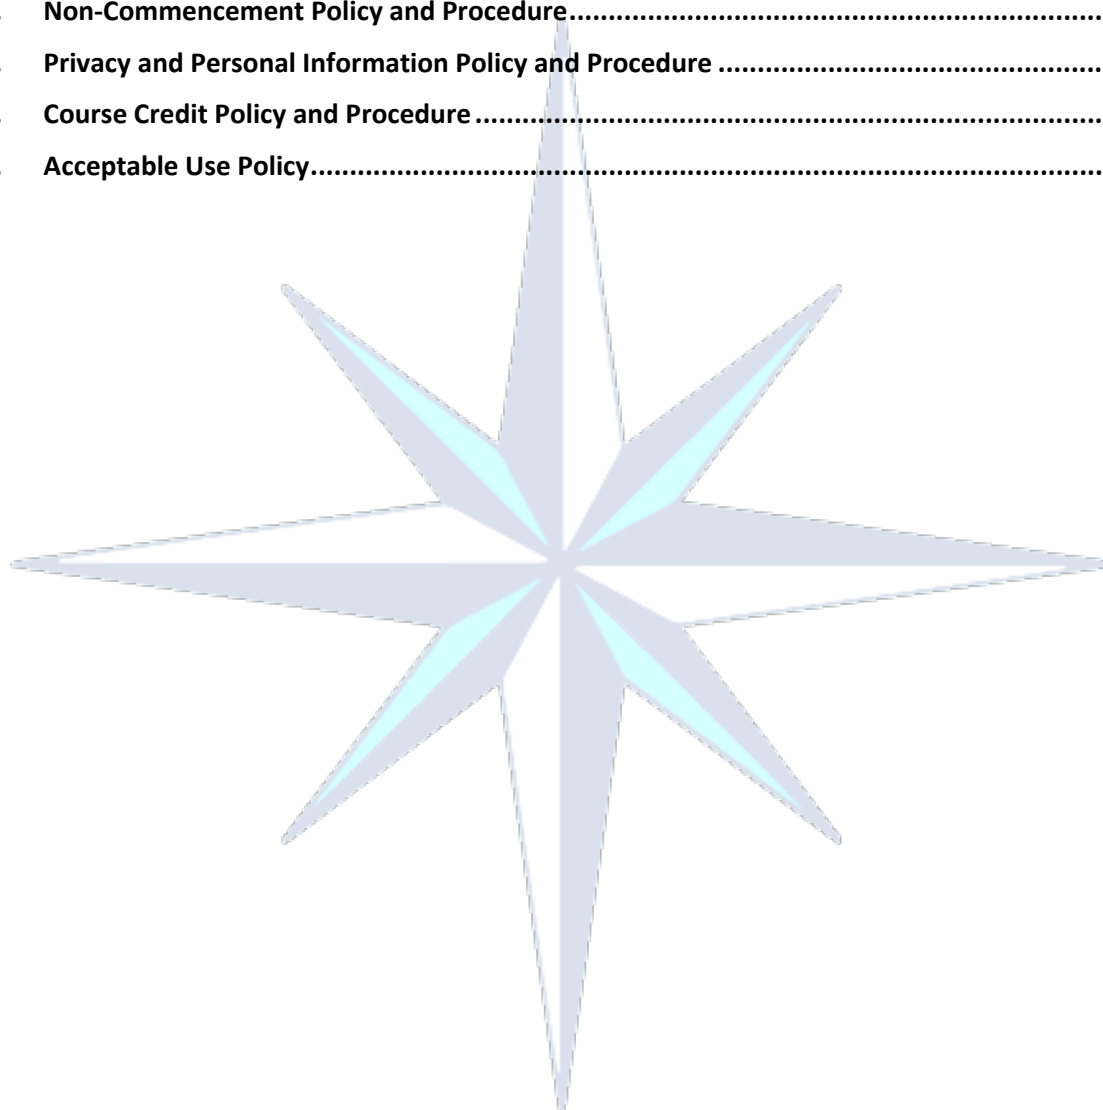 . Non-Commencement Policy and Procedure....................................................................
. Privacy and Personal Information Policy and Procedure .................................................
. Course Credit Policy and Procedure ................................................................................
. Acceptable Use Policy.....................................................................................................